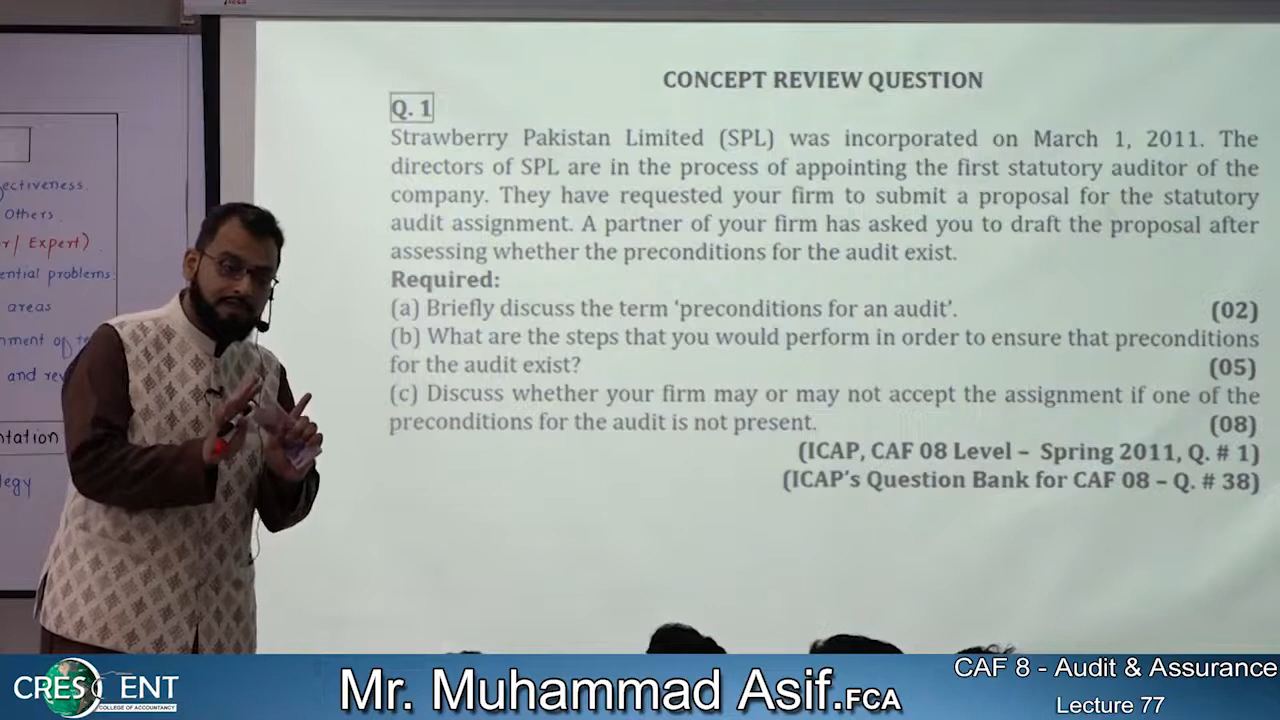 ectiveness.
Others
r/ Expert)
ential problems.
areas
nment of
and re
ntation
egy
CONCEPT REVIEW QUESTION
Q. 1
Strawberry Pakistan Limited (SPL) was incorporated on March 1, 2011. The
directors of SPL are in the process of appointing the first statutory auditor of the
company. They have requested your firm to submit a proposal for the statutory
audit assignment. A partner of your firm has asked you to draft the proposal after
assessing whether the preconditions for the audit exist.
Required:
(a) Briefly discuss the term ‘preconditions for an audit’. (02)
(b) What are the steps that you would perform in order to ensure that preconditions
for the audit exist? (05)
(c) Discuss whether your firm may or may not accept the assignment if one of the
preconditions for the audit is not present. (08)
(ICAP, CAF 08 Level – Spring 2011, Q. # 1)
(ICAP’s Question Bank for CAF 08 – Q. # 38)
CRESCENT
COLLEGE OF ACCOUNTANCY
Mr. Muhammad Asif.FCA
CAF 8 - Audit & Assurance
Lecture 77